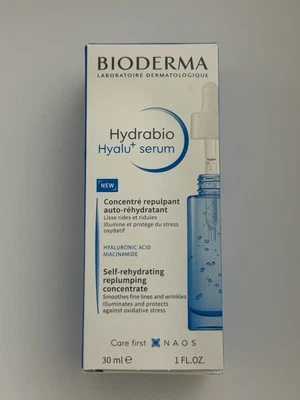 BIODERMA
LABORATOIRE DERMATOLOGIQUE
Hydrabio
Hyalu+ serum
NEW
Concentré repulpant
auto-réhydratant
Lisse rides et ridules
Illumine et protège du stress
oxydatif
HYALURONIC ACID
NIACINAMIDE
Self-rehydrating
replumping
concentrate
Smoothes fine lines and wrinkles
Illuminates and protects
against oxidative stress
Care first. NAOS
30 ml e 1 FL.OZ.